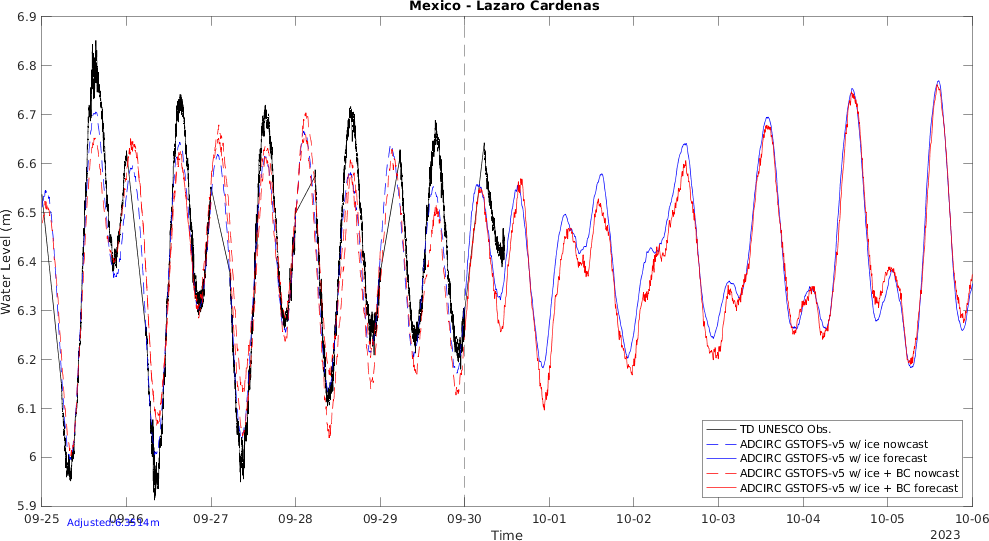 Mexico - Lazaro Cardenas
6.9
6.8
6.7
6.6
6.5
6.4
6.3
6.2
6.1
6
5.9
Water Level (m)
09-25
09-26
09-27
09-28
09-29
09-30
10-01
10-02
10-03
10-04
10-05
10-06
Adjusted:6.3514m
Time
2023
TD UNESCO Obs.
ADCIRC GSTOFS-v5 w/ ice nowcast
ADCIRC GSTOFS-v5 w/ ice forecast
ADCIRC GSTOFS-v5 w/ ice + BC nowcast
ADCIRC GSTOFS-v5 w/ ice + BC forecast